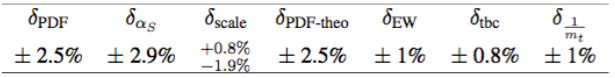 δ_PDF δ_α_S δ_scale δ_PDF-theo δ_EW δ_tbc δ_1/m_t
± 2.5% ± 2.9% +0.8% −1.9% ± 2.5% ± 1% ± 0.8% ± 1%